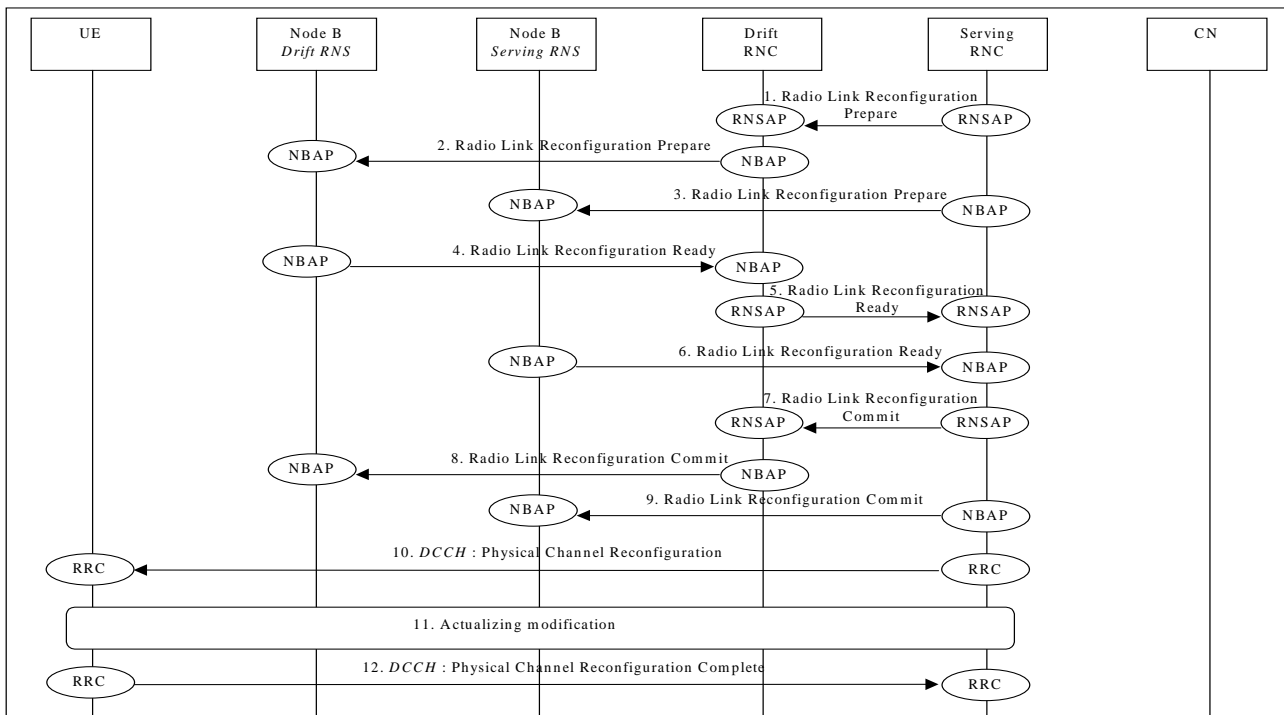 UE
Node B
Drift RNS
Node B
Serving RNS
Drift
RNC
Serving
RNC
CN
1. Radio Link Reconfiguration
Prepare
RNSAP
RNSAP
2. Radio Link Reconfiguration Prepare
NBAP
NBAP
3. Radio Link Reconfiguration Prepare
NBAP
NBAP
4. Radio Link Reconfiguration Ready
NBAP
NBAP
5. Radio Link Reconfiguration
Ready
RNSAP
RNSAP
6. Radio Link Reconfiguration Ready
NBAP
NBAP
7. Radio Link Reconfiguration
Commit
RNSAP
RNSAP
8. Radio Link Reconfiguration Commit
NBAP
NBAP
9. Radio Link Reconfiguration Commit
NBAP
NBAP
10. DCCH : Physical Channel Reconfiguration
RRC
RRC
11. Actualizing modification
12. DCCH : Physical Channel Reconfiguration Complete
RRC
RRC